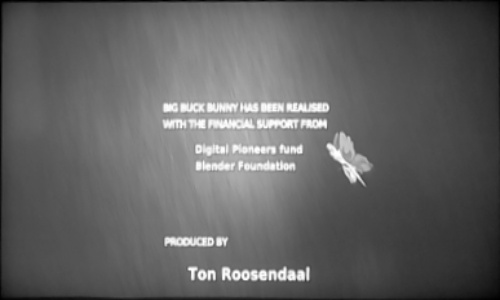 BIG BUCK BUNNY HAS BEEN REALISED
WITH THE FINANCIAL SUPPORT FROM
Digital Pioneers fund
Blender Foundation
PRODUCED BY
Ton Roosendaal